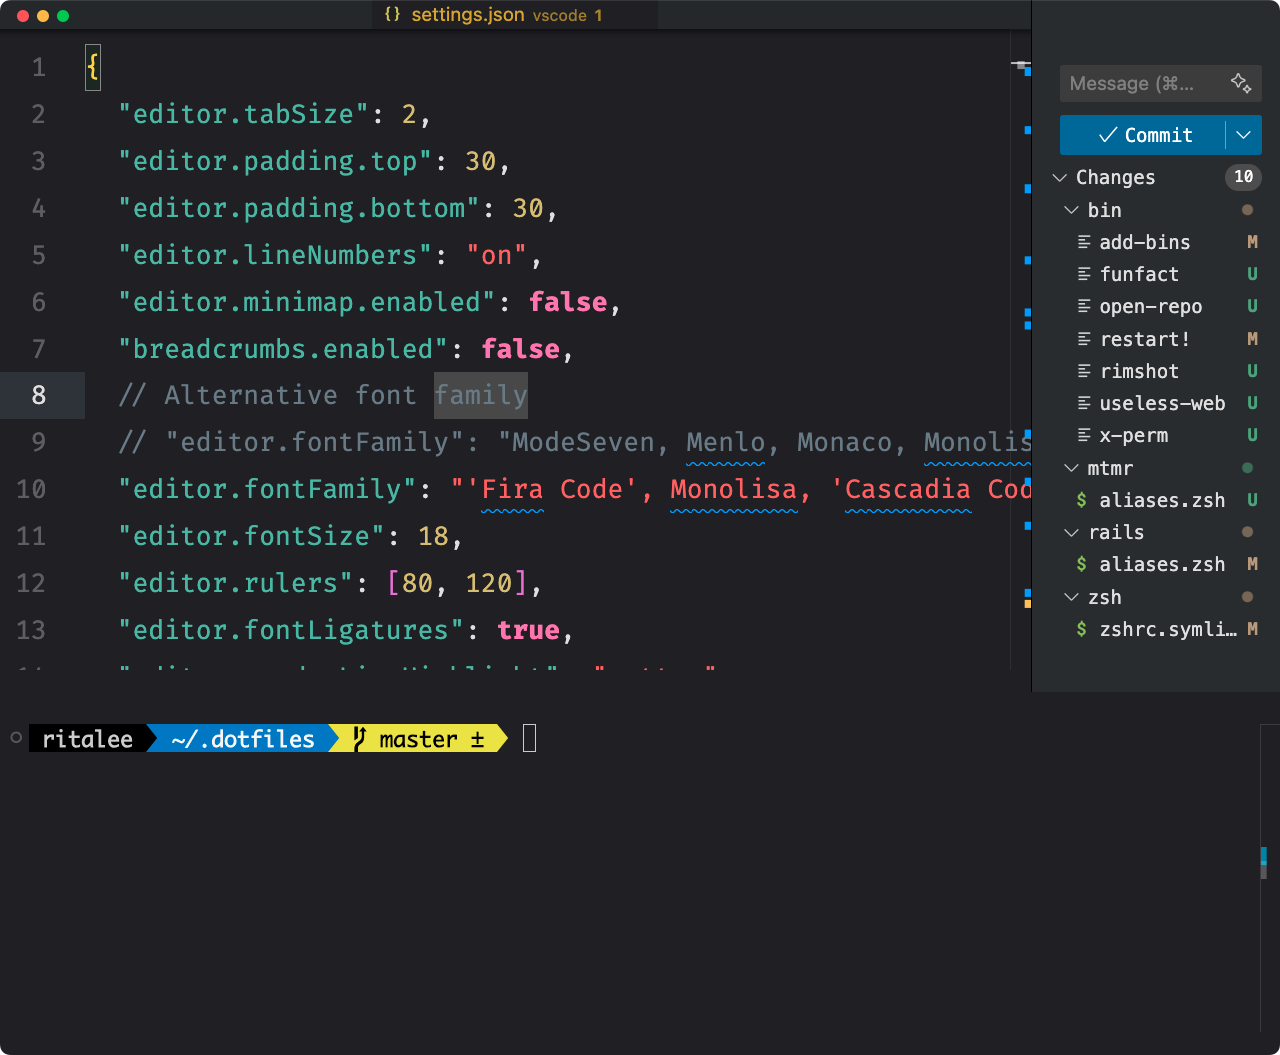 {} settings.json vscode 1
1 {
2 "editor.tabSize": 2,
3 "editor.padding.top": 30,
4 "editor.padding.bottom": 30,
5 "editor.lineNumbers": "on",
6 "editor.minimap.enabled": false,
7 "breadcrumbs.enabled": false,
8 // Alternative font family
9 // "editor.fontFamily": "ModeSeven, Menlo, Monaco, Monolis
10 "editor.fontFamily": "'Fira Code', Monolisa, 'Cascadia Cod
11 "editor.fontSize": 18,
12 "editor.rulers": [80, 120],
13 "editor.fontLigatures": true,
Message (⌘...
Commit
Changes 10
bin
add-bins M
funfact U
open-repo U
restart! M
rimshot U
useless-web U
x-perm U
mtmr
$ aliases.zsh U
rails
$ aliases.zsh M
zsh
$ zshrc.symli... M
ritalee ~/.dotfiles master ±